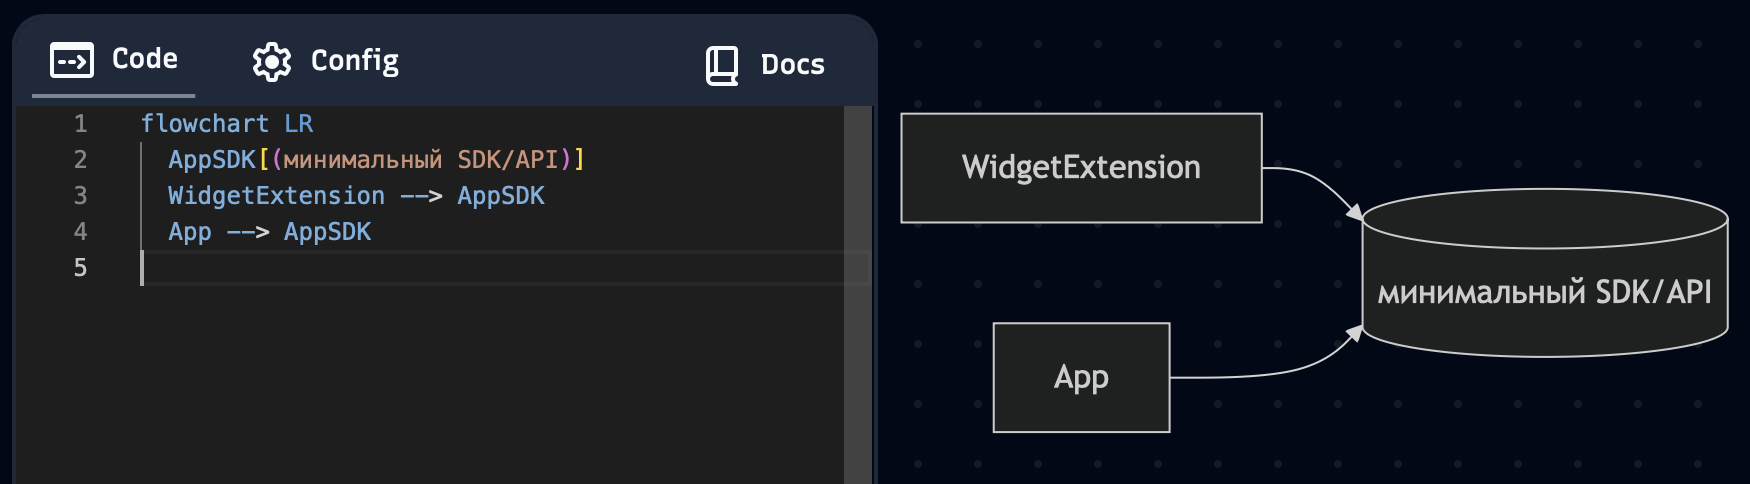 Code
Config
Docs
1 flowchart LR
2 AppSDK[(минимальный SDK/API)]
3 WidgetExtension --> AppSDK
4 App --> AppSDK
5
WidgetExtension
минимальный SDK/API
App